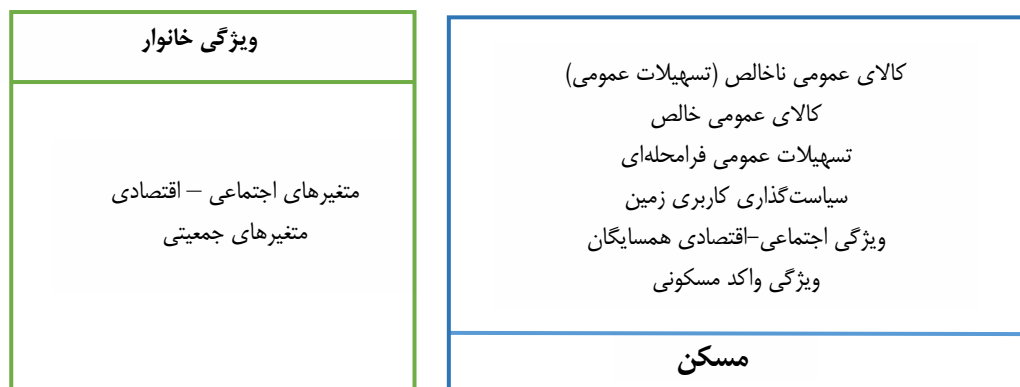 کالای عمومی ناخالص (تسهیلات عمومی)
کالای عمومی خالص
تسهیلات عمومی فرامحله‌ای
سیاست‌گذاری کاربری زمین
ویژگی اجتماعی-اقتصادی همسایگان
ویژگی واکد مسکونی
مسکن
ویژگی خانوار
متغیرهای اجتماعی – اقتصادی
متغیرهای جمعیتی